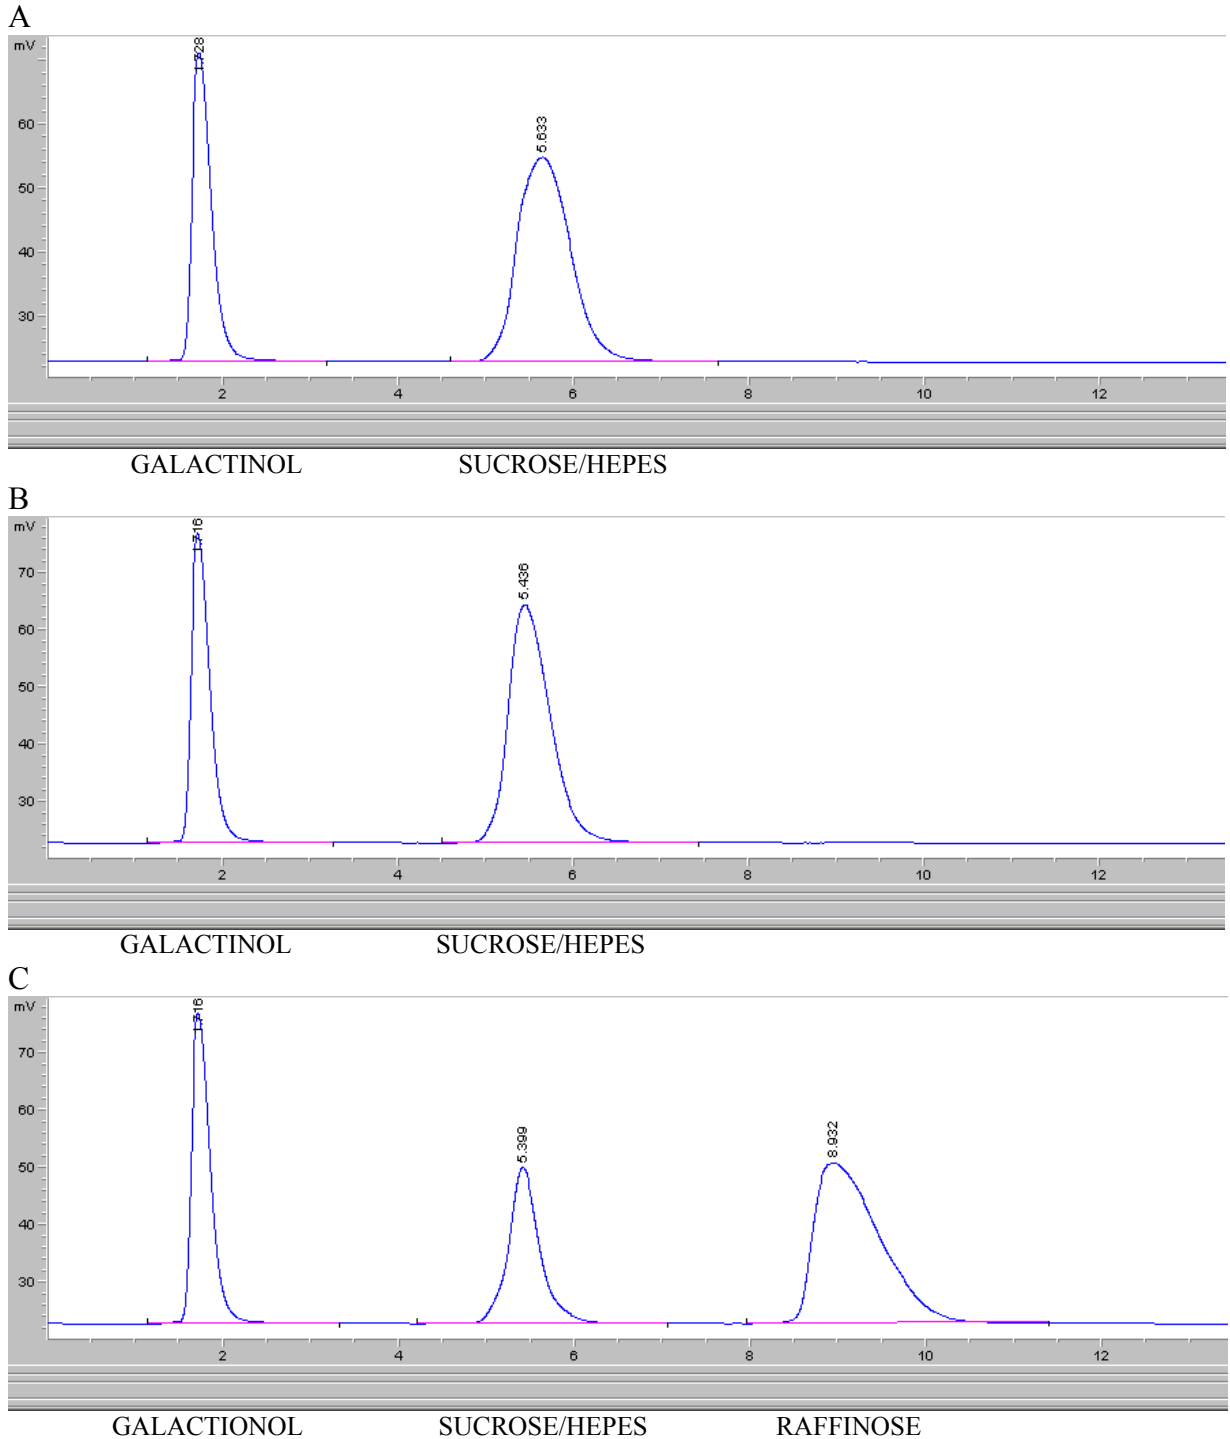 A
mV
1.728
5.633
60
50
40
30
2 4 6 8 10 12
GALACTINOL SUCROSE/HEPES
B
mV
1.716
5.436
70
60
50
40
30
2 4 6 8 10 12
GALACTINOL SUCROSE/HEPES
C
mV
1.716
5.399
8.932
70
60
50
40
30
2 4 6 8 10 12
GALACTIONOL SUCROSE/HEPES RAFFINOSE